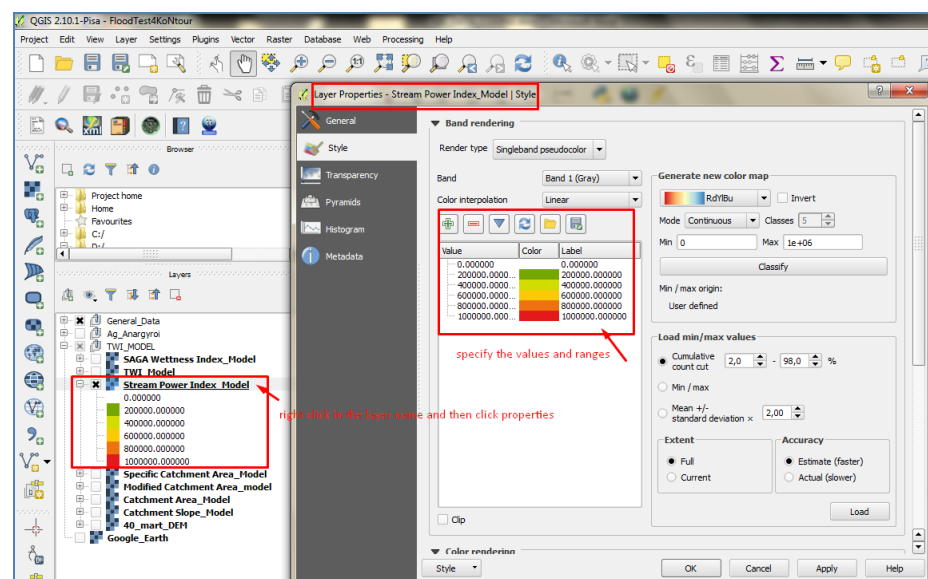 QGIS 2.10.1-Pisa - FloodTest4KoNtour
Project Edit View Layer Settings Plugins Vector Raster Database Web Processing Help
Layer Properties - Stream Power Index_Model | Style
General
Style
Transparency
Pyramids
Histogram
Metadata
Browser
Project home
Home
Favourites
C:/
D:/
Layers
General_Data
Ag_Anargyroi
TWI_MODEL
SAGA Wettness Index_Model
TWI_Model
Stream Power Index_Model
0.000000
200000.000000
400000.000000
600000.000000
800000.000000
1000000.000000
Specific Catchment Area_Model
Modified Catchment Area_model
Catchment Area_Model
Catchment Slope_Model
40_mart_DEM
Google_Earth
Band rendering
Render type Singleband pseudocolor
Band Band 1 (Gray)
Color interpolation Linear
Value Color Label
0.000000 0.000000
200000.0000... 200000.000000
400000.0000... 400000.000000
600000.0000... 600000.000000
800000.0000... 800000.000000
1000000.000... 1000000.000000
specify the values and ranges
right click in the layer name and then click properties
Clip
Generate new color map
RdYlBu Invert
Mode Continuous Classes 5
Min 0 Max 1e+06
Classify
Min / max origin:
User defined
Load min/max values
Cumulative count cut 2,0 - 98,0 %
Min / max
Mean +/- standard deviation × 2,00
Extent
Full
Current
Accuracy
Estimate (faster)
Actual (slower)
Load
Color rendering
Style OK Cancel Apply Help